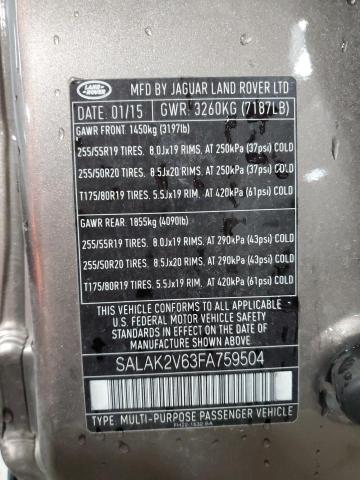 LAND ROVER
MFD BY JAGUAR LAND ROVER LTD
DATE: 01/15 GWR: 3260KG (7187LB)
GAWR FRONT: 1450kg (3197lb)
255/55R19 TIRES. 8.0Jx19 RIMS. AT 250kPa (37psi) COLD
255/50R20 TIRES. 8.5Jx20 RIMS. AT 250kPa (37psi) COLD
T175/80R19 TIRES. 5.5Jx19 RIM. AT 420kPa (61psi) COLD
GAWR REAR: 1855kg (4090lb)
255/55R19 TIRES. 8.0Jx19 RIMS. AT 290kPa (43psi) COLD
255/50R20 TIRES. 8.5Jx20 RIMS. AT 290kPa (43psi) COLD
T175/80R19 TIRES. 5.5Jx19 RIM. AT 420kPa (61psi) COLD
THIS VEHICLE CONFORMS TO ALL APPLICABLE
U.S. FEDERAL MOTOR VEHICLE SAFETY STANDARDS
IN EFFECT ON THE DATE OF
MANUFACTURE SHOWN ABOVE
SALAK2V63FA759504
TYPE: MULTI-PURPOSE PASSENGER VEHICLE